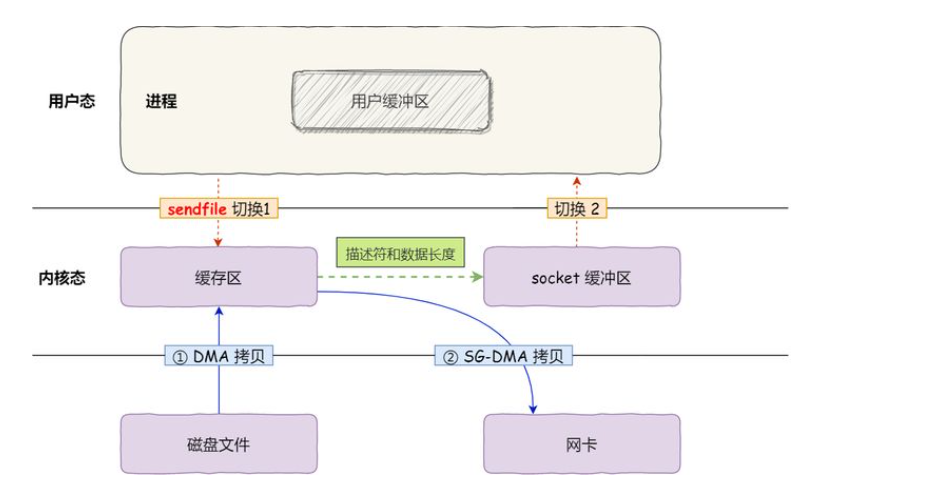 用户态
进程
用户缓冲区
sendfile 切换1
切换 2
描述符和数据长度
内核态
缓存区
socket 缓冲区
① DMA 拷贝
② SG-DMA 拷贝
磁盘文件
网卡